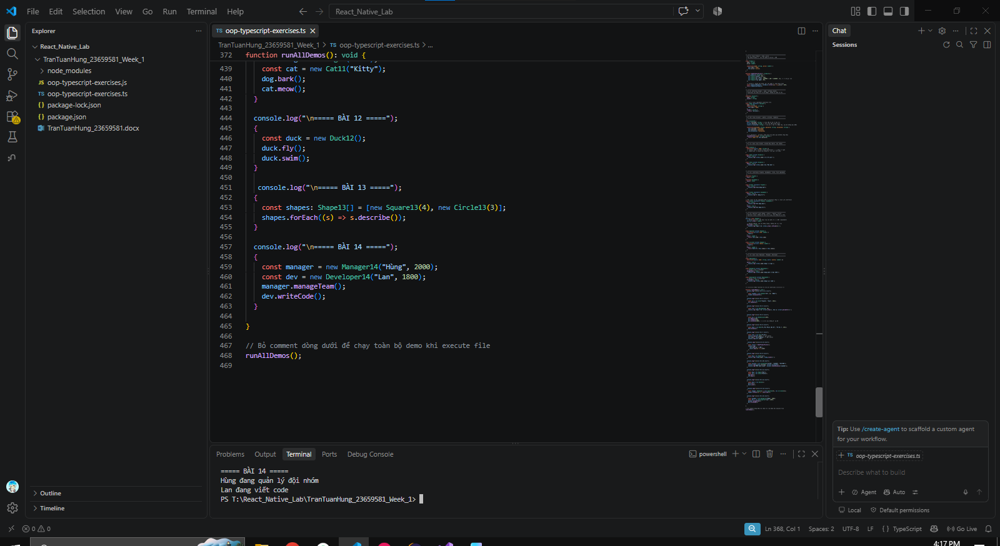 File Edit Selection View Go Run Terminal Help
React_Native_Lab
Explorer
React_Native_Lab
TranTuanHung_23659581_Week_1
node_modules
JS oop-typescript-exercises.js
TS oop-typescript-exercises.ts
{} package-lock.json
{} package.json
TranTuanHung_23659581.docx
Outline
Timeline
TS oop-typescript-exercises.ts
TranTuanHung_23659581_Week_1 > TS oop-typescript-exercises.ts > ...
372 function runAllDemos(): void {
439 const cat = new Cat11("Kitty");
440 dog.bark();
441 cat.meow();
442 }
443
444 console.log("\n===== BÀI 12 =====");
445 {
446 const duck = new Duck12();
447 duck.fly();
448 duck.swim();
449 }
450
451 console.log("\n===== BÀI 13 =====");
452 {
453 const shapes: Shape13[] = [new Square13(4), new Circle13(3)];
454 shapes.forEach((s) => s.describe());
455 }
456
457 console.log("\n===== BÀI 14 =====");
458 {
459 const manager = new Manager14("Hùng", 2000);
460 const dev = new Developer14("Lan", 1800);
461 manager.manageTeam();
462 dev.writeCode();
463 }
464
465 }
466
467 // Bỏ comment dòng dưới để chạy toàn bộ demo khi execute file
468 runAllDemos();
469
Problems Output Terminal Ports Debug Console
powershell
===== BÀI 14 =====
Hùng đang quản lý đội nhóm
Lan đang viết code
PS T:\React_Native_Lab\TranTuanHung_23659581_Week_1>
Chat
Sessions
Tip: Use /create-agent to scaffold a custom agent
for your workflow.
TS oop-typescript-exercises.ts
Describe what to build
Agent Auto
Local Default permissions
0 0
Ln 368, Col 1 Spaces: 2 UTF-8 LF {} TypeScript Go Live
4:17 PM